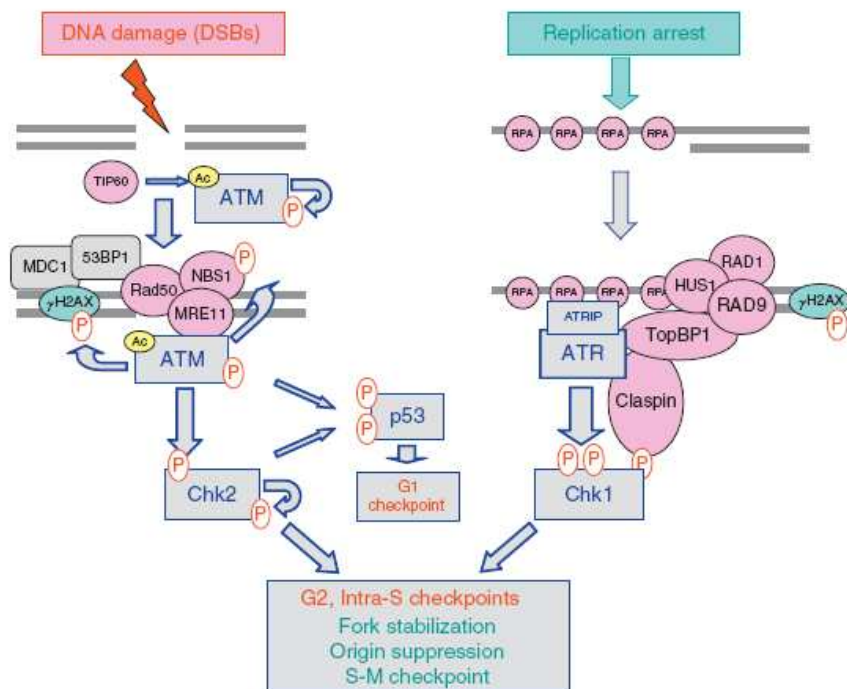 DNA damage (DSBs)
Replication arrest
RPA RPA RPA RPA
TIP60
Ac
ATM
P
MDC1
53BP1
Rad50
NBS1
P
MRE11
γH2AX
P
Ac
ATM
P
RPA RPA RPA RPA
ATRIP
ATR
HUS1
RAD1
RAD9
TopBP1
γH2AX
P
Claspin
P
P
p53
G1
checkpoint
P
Chk2
P
P P
P
Chk1
G2, Intra-S checkpoints
Fork stabilization
Origin suppression
S-M checkpoint